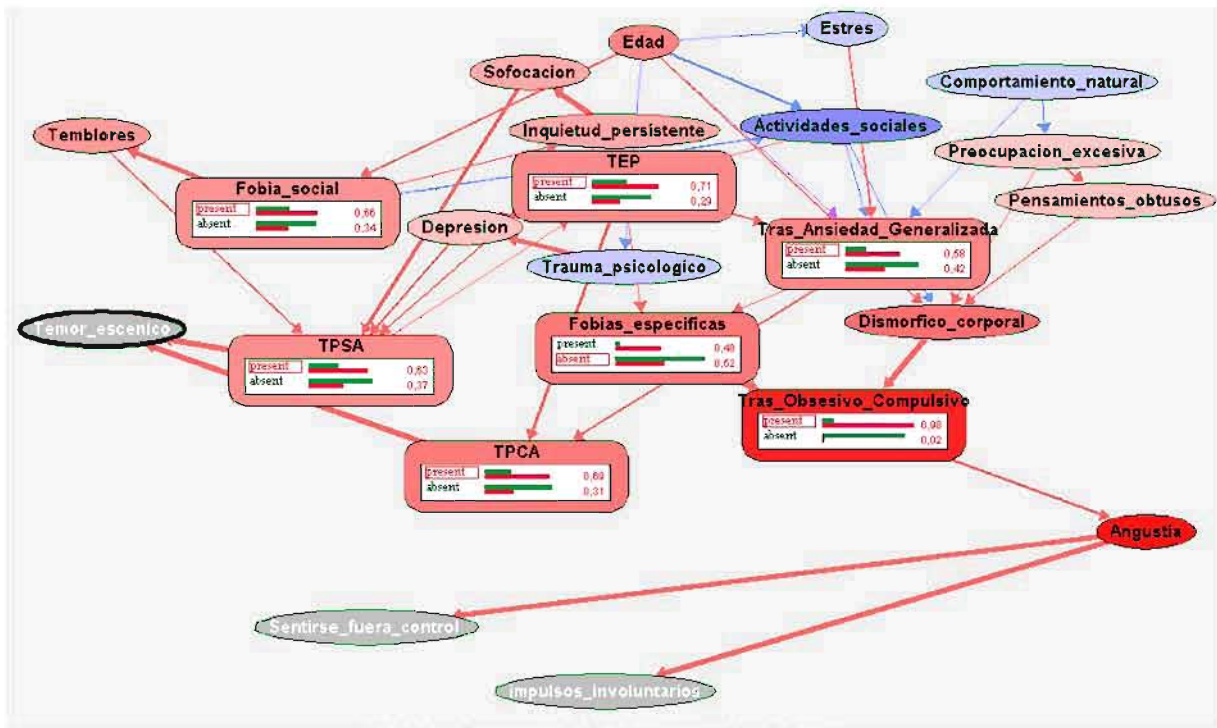 Edad
Estres
Sofocacion
Comportamiento_natural
Temblores
Inquietud_persistente
Actividades_sociales
Preocupacion_excesiva
TEP
present 0,71
absent 0,29
Fobia_social
present 0,66
absent 0,34
Pensamientos_obtusos
Depresion
Tras_Ansiedad_Generalizada
present 0,58
absent 0,42
Trauma_psicologico
Temor_escenico
Fobias_especificas
present 0,48
absent 0,52
Dismorfico_corporal
TPSA
present 0,63
absent 0,37
Tras_Obsesivo_Compulsivo
present 0,98
absent 0,02
TPCA
present 0,69
absent 0,31
Angustia
Sentirse_fuera_control
impulsos_involuntarios